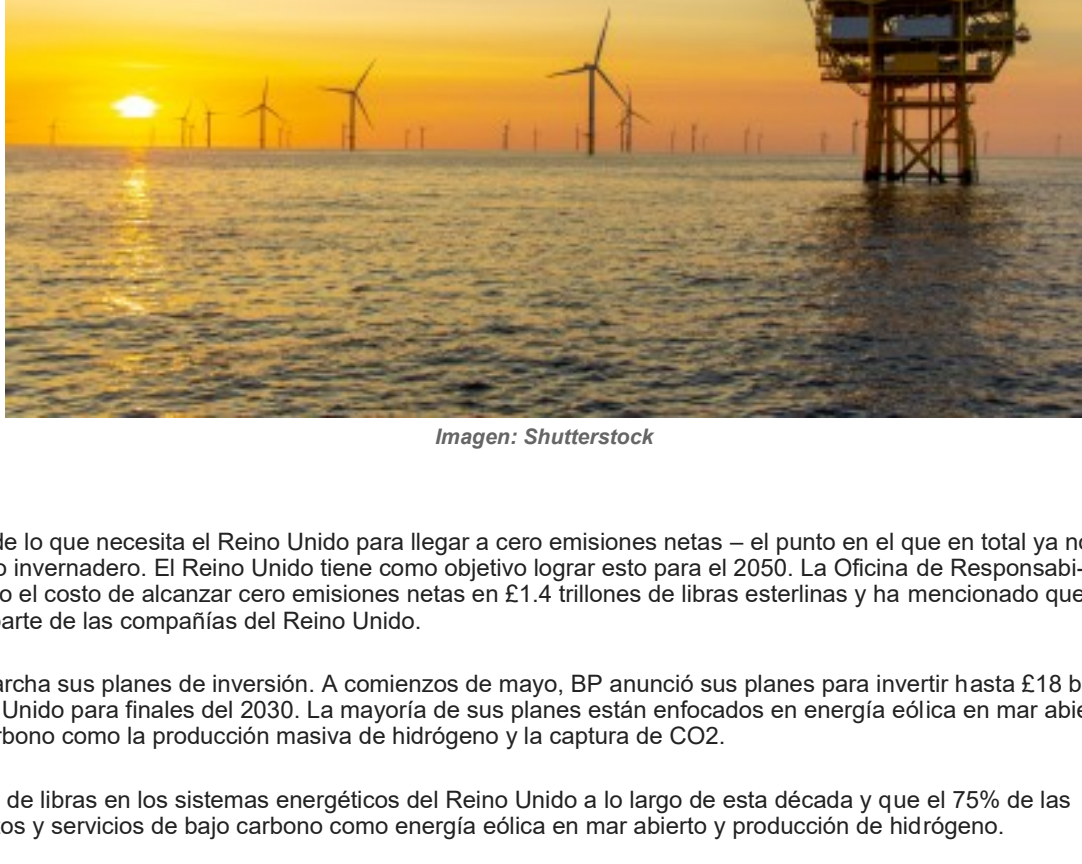 Imagen: Shutterstock
de lo que necesita el Reino Unido para llegar a cero emisiones netas – el punto en el que en total ya no
o invernadero. El Reino Unido tiene como objetivo lograr esto para el 2050. La Oficina de Responsabi-
o el costo de alcanzar cero emisiones netas en £1.4 trillones de libras esterlinas y ha mencionado que
parte de las compañías del Reino Unido.
archa sus planes de inversión. A comienzos de mayo, BP anunció sus planes para invertir hasta £18 b
Unido para finales del 2030. La mayoría de sus planes están enfocados en energía eólica en mar abie
rbono como la producción masiva de hidrógeno y la captura de CO2.
de libras en los sistemas energéticos del Reino Unido a lo largo de esta década y que el 75% de las
os y servicios de bajo carbono como energía eólica en mar abierto y producción de hidrógeno.